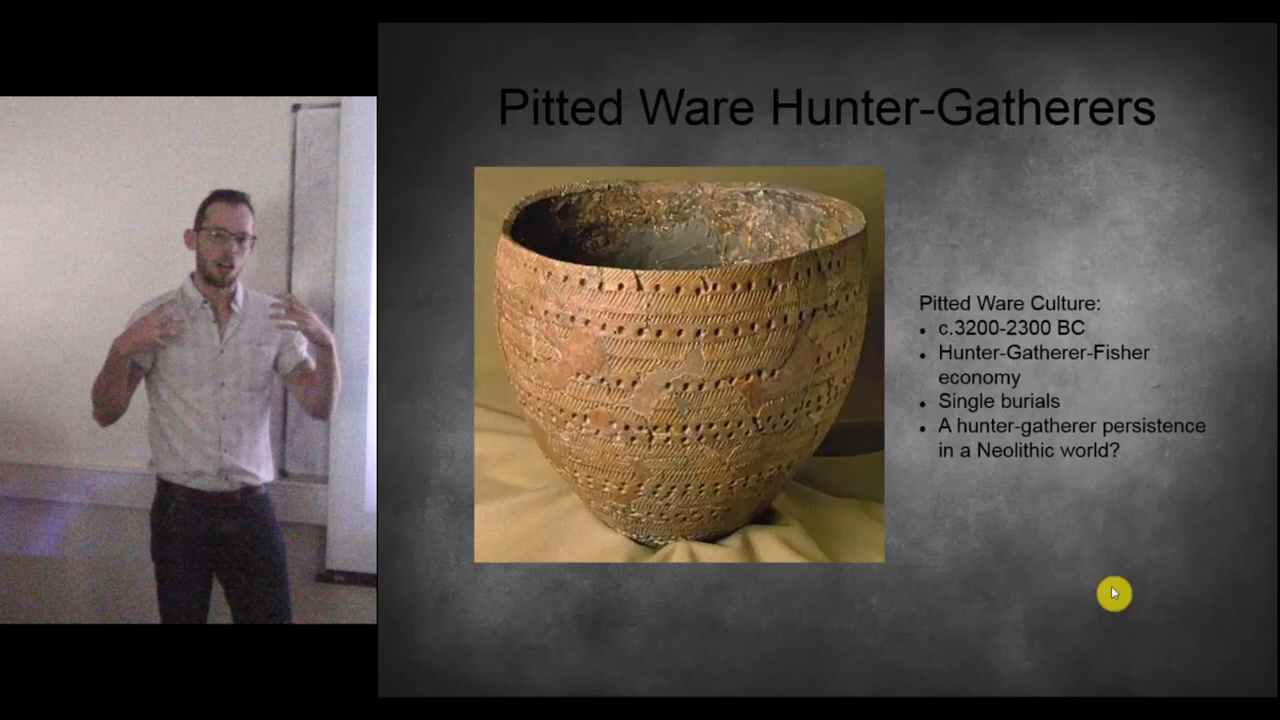 Pitted Ware Hunter-Gatherers
Pitted Ware Culture:
• c.3200-2300 BC
• Hunter-Gatherer-Fisher
economy
• Single burials
• A hunter-gatherer persistence
in a Neolithic world?